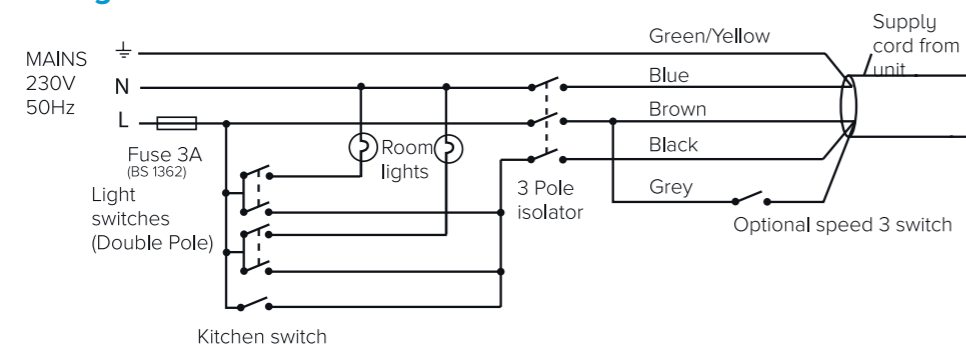 Supply
cord from
unit
Green/Yellow
MAINS
230V
50Hz
N
Blue
L
Brown
Fuse 3A
(BS 1362)
Room
lights
Black
Light
switches
(Double Pole)
3 Pole
isolator
Grey
Optional speed 3 switch
Kitchen switch